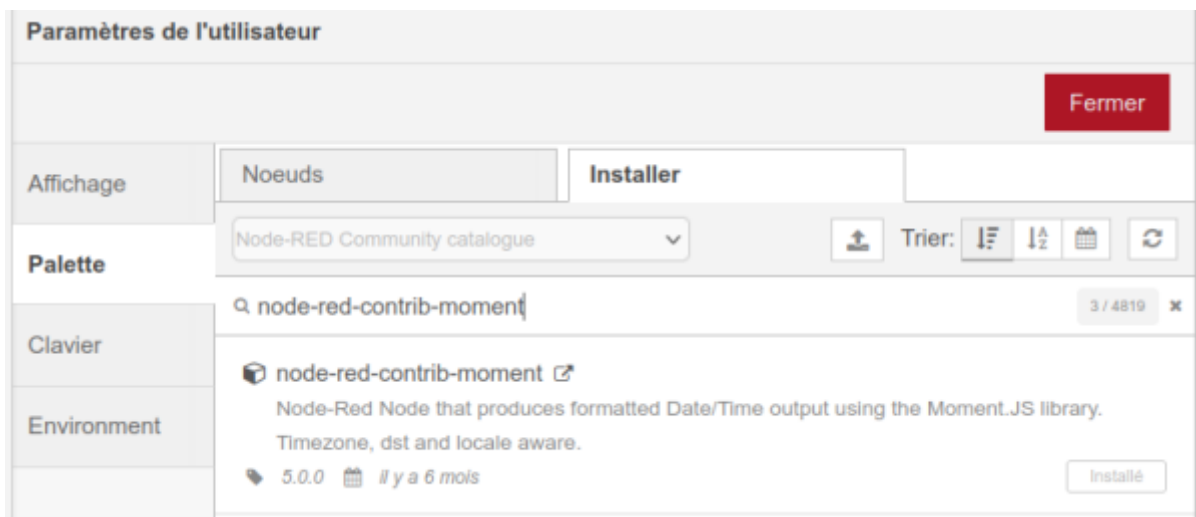 Paramètres de l'utilisateur
Fermer
Affichage
Noeuds
Installer
Node-RED Community catalogue
Trier:
Palette
node-red-contrib-moment
3 / 4819
Clavier
node-red-contrib-moment
Node-Red Node that produces formatted Date/Time output using the Moment.JS library.
Environment
Timezone, dst and locale aware.
5.0.0
il y a 6 mois
Installé